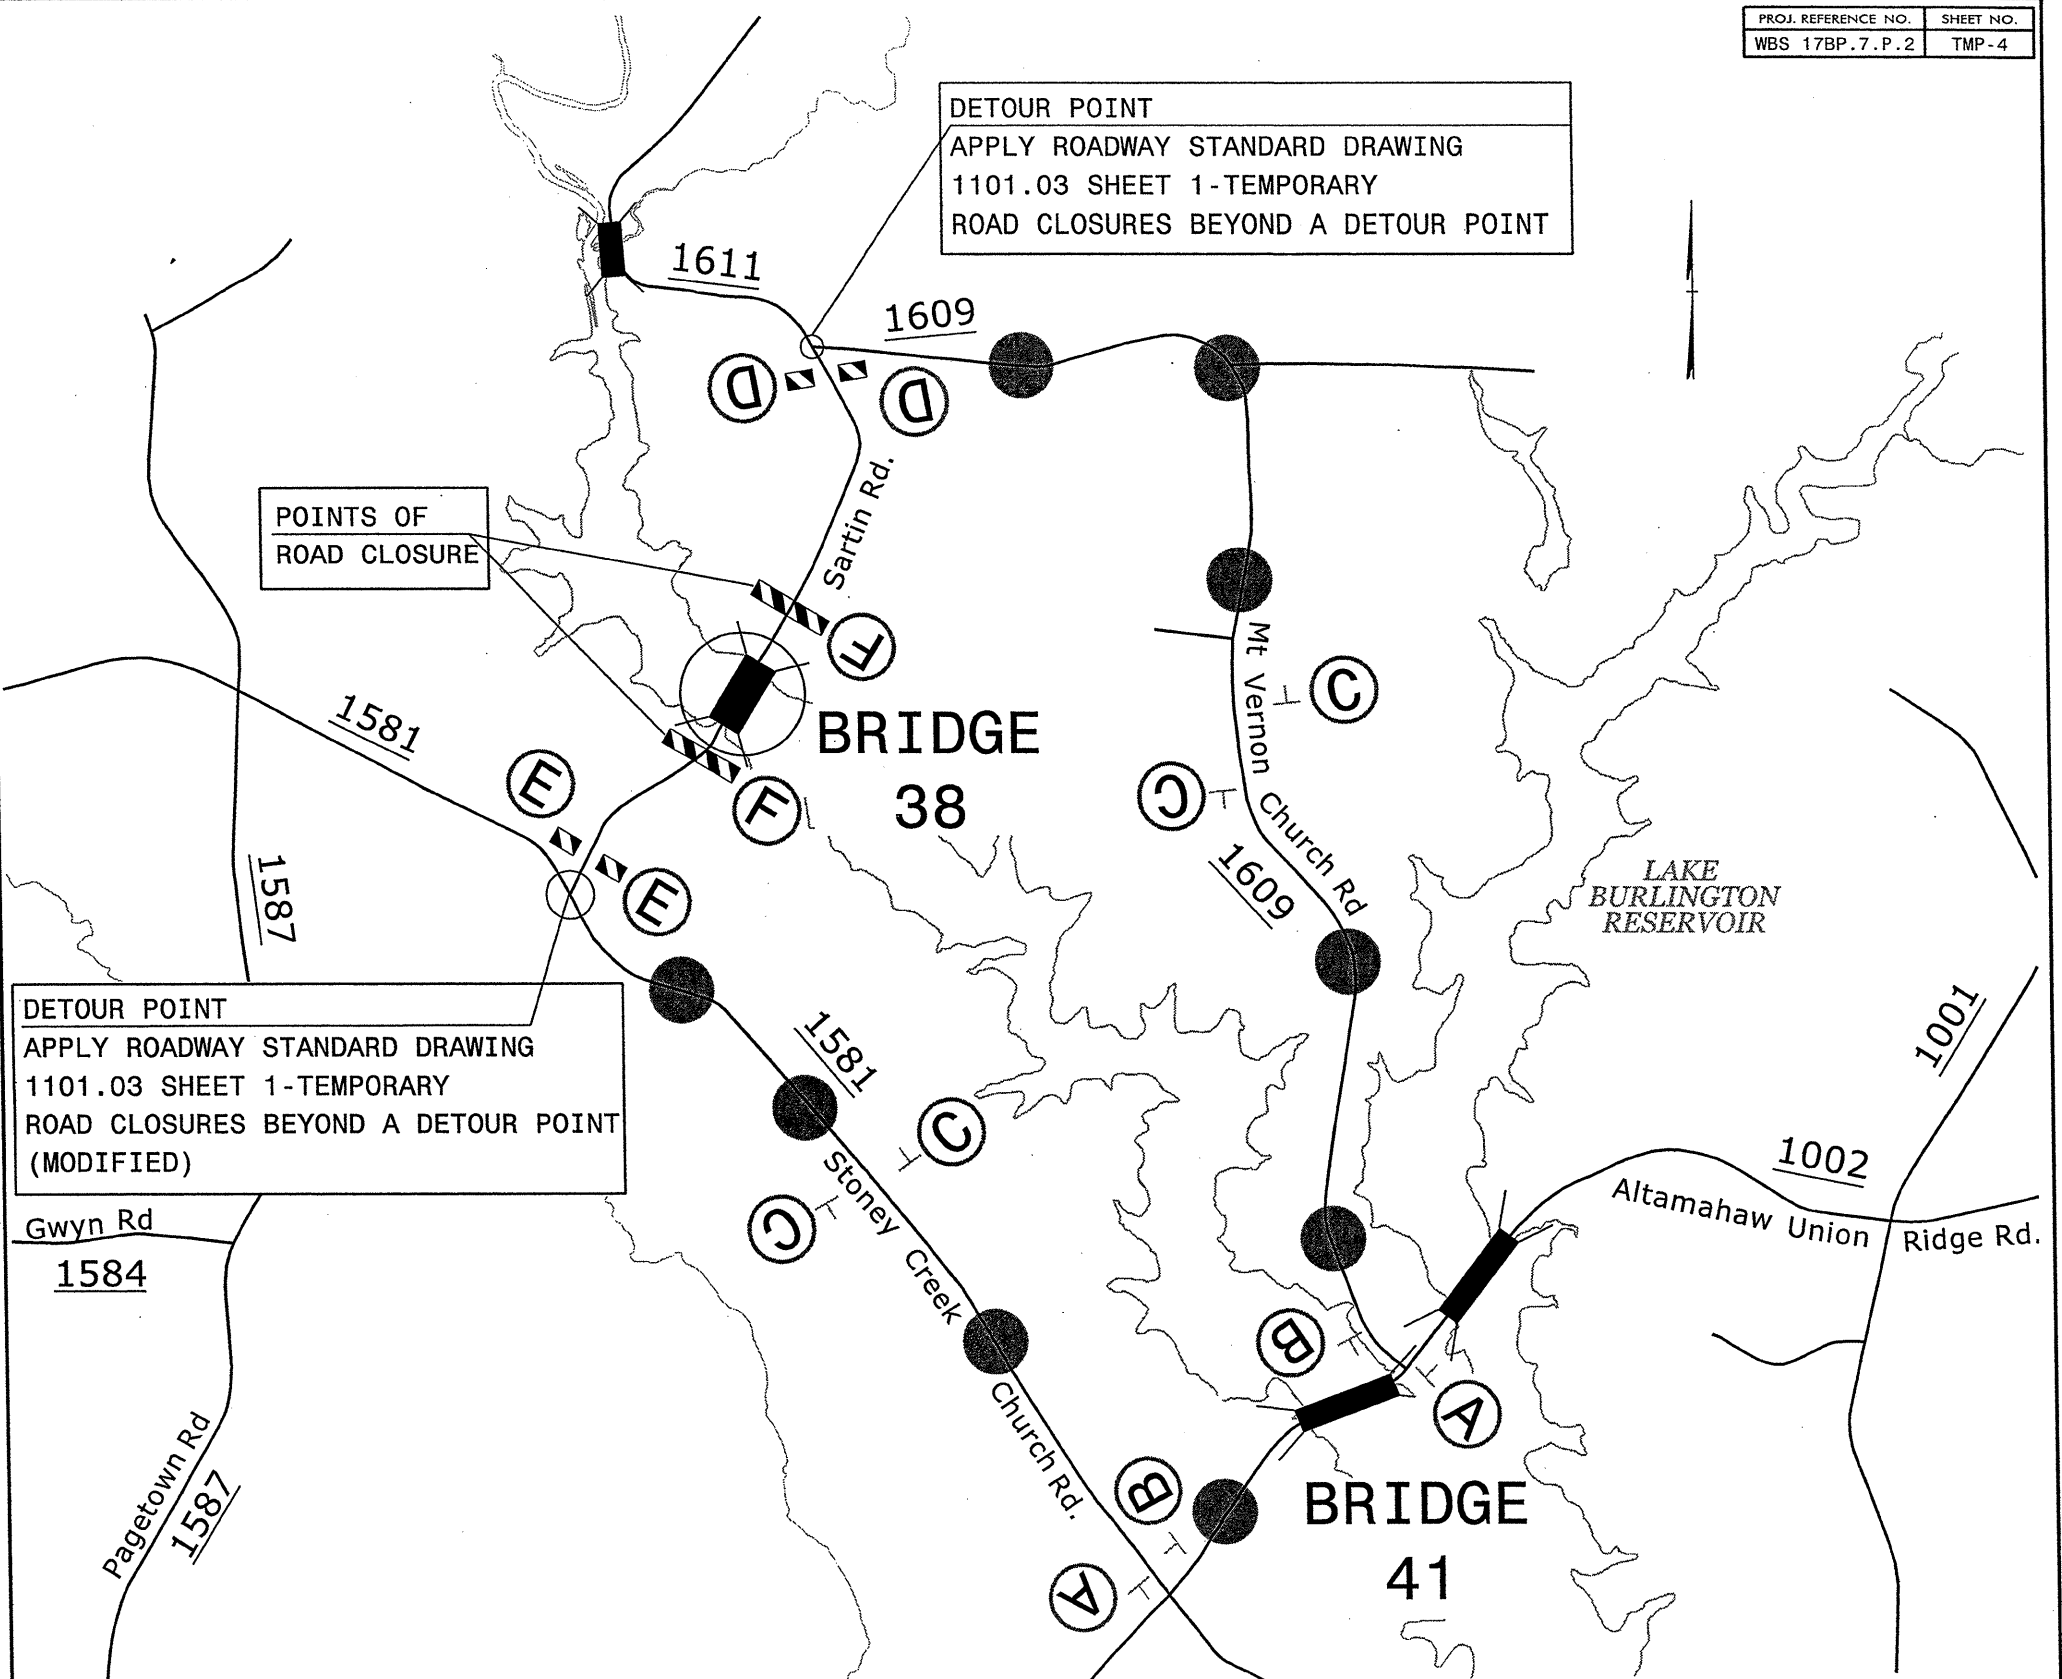 PROJ. REFERENCE NO. SHEET NO.
WBS 17BP.7.P.2 TMP-4
DETOUR POINT
APPLY ROADWAY STANDARD DRAWING
1101.03 SHEET 1-TEMPORARY
ROAD CLOSURES BEYOND A DETOUR POINT
1611
1609
D
D
Sartin Rd.
POINTS OF
ROAD CLOSURE
F
BRIDGE
38
F
1581
E
E
1587
Mt Vernon Church Rd
C
C
1609
LAKE
BURLINGTON
RESERVOIR
DETOUR POINT
APPLY ROADWAY STANDARD DRAWING
1101.03 SHEET 1-TEMPORARY
ROAD CLOSURES BEYOND A DETOUR POINT
(MODIFIED)
1581
C
C
Stoney Creek Church Rd.
1001
1002
Altamahaw Union Ridge Rd.
Gwyn Rd
1584
Pagetown Rd
1587
B
A
B
A
BRIDGE
41